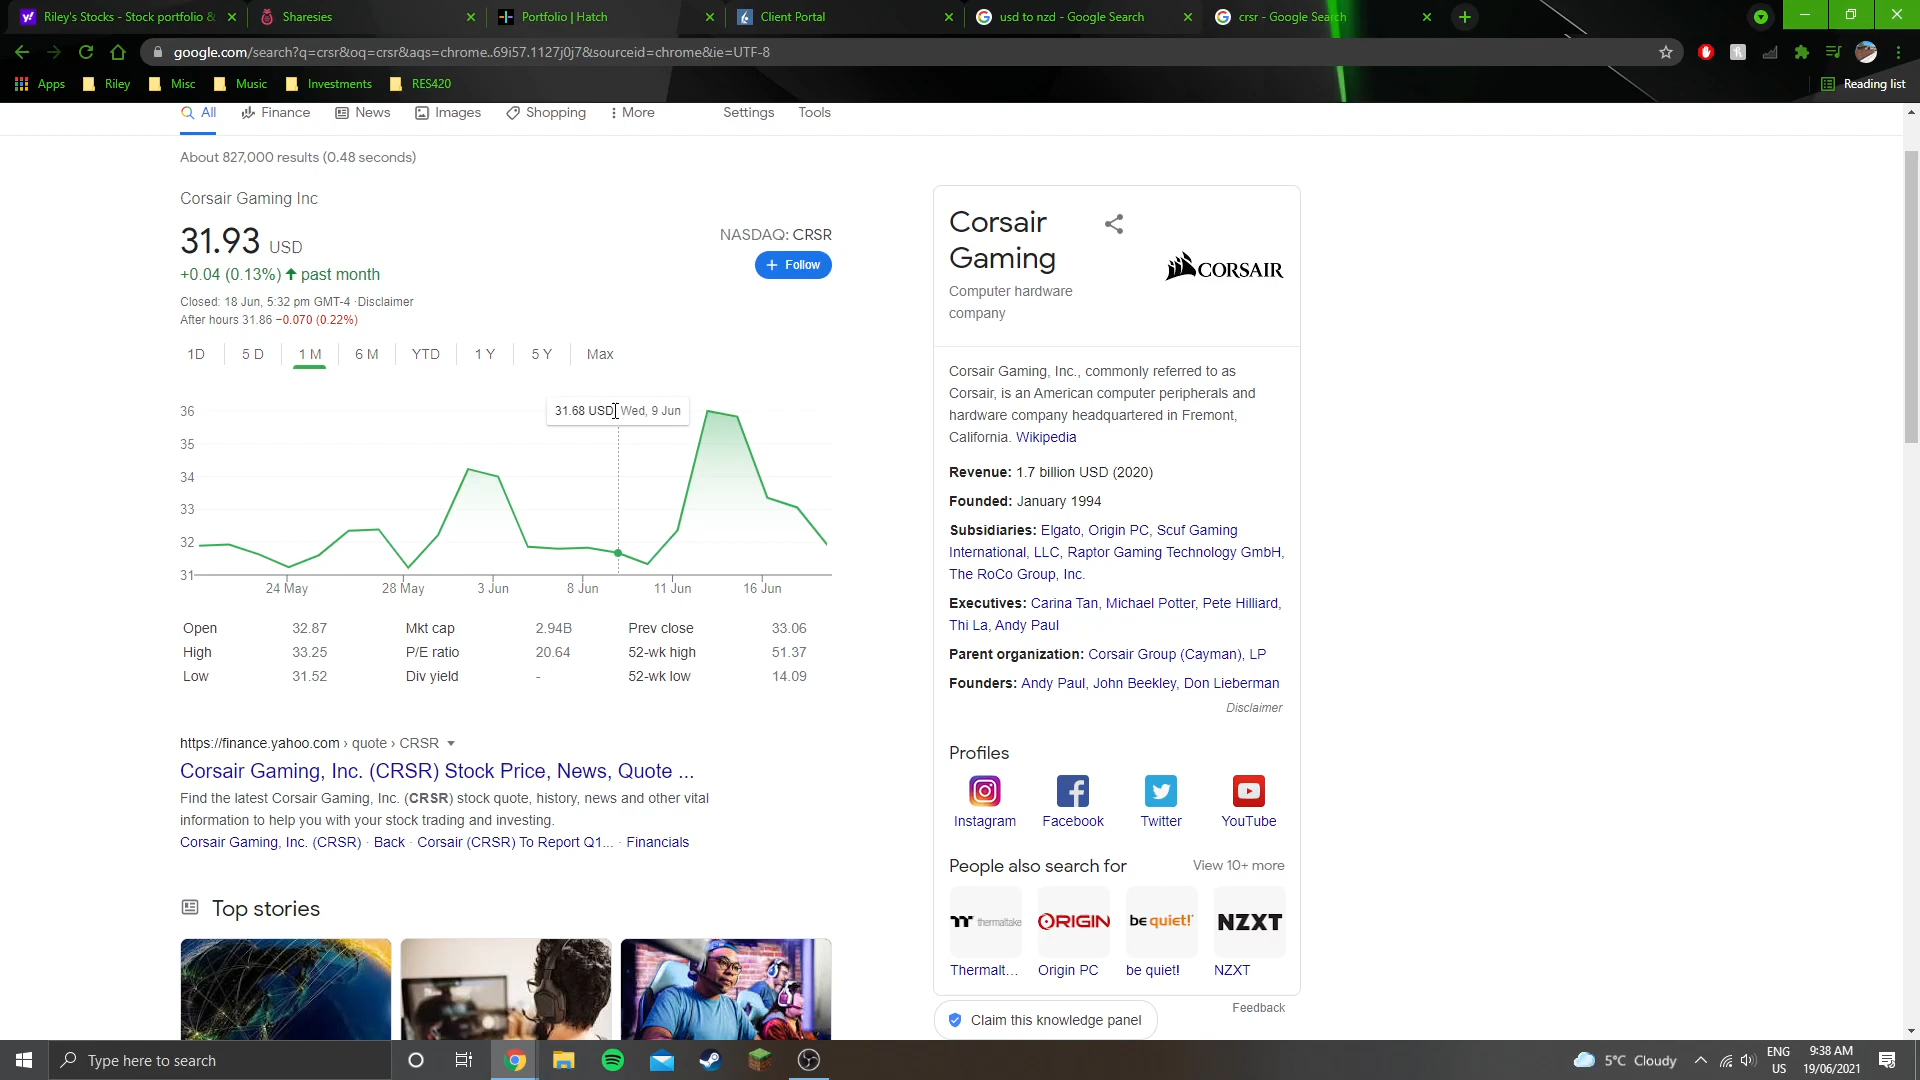 Riley's Stocks - Stock portfolio &
Sharesies
Portfolio | Hatch
Client Portal
usd to nzd - Google Search
crsr - Google Search
google.com/search?q=crsr&oq=crsr&aqs=chrome..69i57.1127j0j7&sourceid=chrome&ie=UTF-8
Apps Riley Misc Music Investments RES420 Reading list
All Finance News Images Shopping More Settings Tools
About 827,000 results (0.48 seconds)
Corsair Gaming Inc
31.93 USD
NASDAQ: CRSR
+ Follow
+0.04 (0.13%) ↑ past month
Closed: 18 Jun, 5:32 pm GMT-4 · Disclaimer
After hours 31.86 −0.070 (0.22%)
1D 5 D 1 M 6 M YTD 1 Y 5 Y Max
31.68 USD Wed, 9 Jun
36
35
34
33
32
31
24 May 28 May 3 Jun 8 Jun 11 Jun 16 Jun
Open 32.87 Mkt cap 2.94B Prev close 33.06
High 33.25 P/E ratio 20.64 52-wk high 51.37
Low 31.52 Div yield - 52-wk low 14.09
https://finance.yahoo.com › quote › CRSR
Corsair Gaming, Inc. (CRSR) Stock Price, News, Quote ...
Find the latest Corsair Gaming, Inc. (CRSR) stock quote, history, news and other vital
information to help you with your stock trading and investing.
Corsair Gaming, Inc. (CRSR) · Back · Corsair (CRSR) To Report Q1... · Financials
Top stories
Corsair
Gaming
CORSAIR
Computer hardware
company
Corsair Gaming, Inc., commonly referred to as
Corsair, is an American computer peripherals and
hardware company headquartered in Fremont,
California. Wikipedia
Revenue: 1.7 billion USD (2020)
Founded: January 1994
Subsidiaries: Elgato, Origin PC, Scuf Gaming
International, LLC, Raptor Gaming Technology GmbH,
The RoCo Group, Inc.
Executives: Carina Tan, Michael Potter, Pete Hilliard,
Thi La, Andy Paul
Parent organization: Corsair Group (Cayman), LP
Founders: Andy Paul, John Beekley, Don Lieberman
Disclaimer
Profiles
Instagram Facebook Twitter YouTube
People also search for View 10+ more
thermaltake ORIGIN be quiet! NZXT
Thermalt... Origin PC be quiet! NZXT
Feedback
Claim this knowledge panel
Type here to search
5°C Cloudy
ENG
US
9:38 AM
19/06/2021